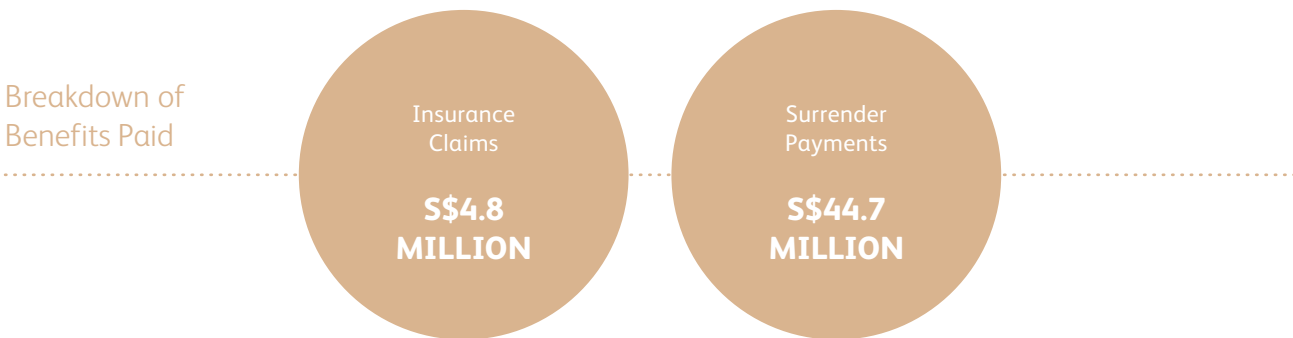 Breakdown of
Benefits Paid
Insurance
Claims
S$4.8
MILLION
Surrender
Payments
S$44.7
MILLION